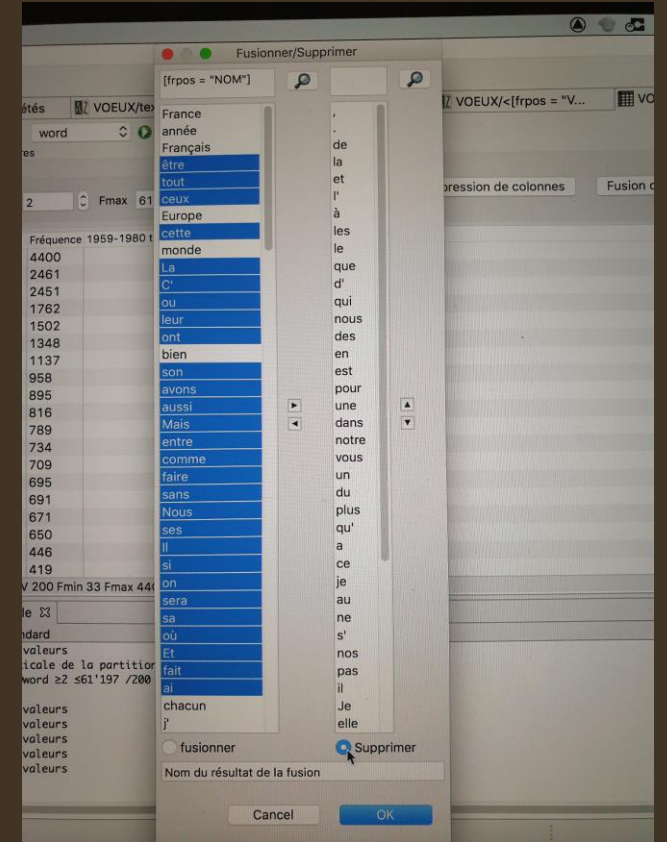 Fusionner/Supprimer
[frpos = "NOM"]
étés
VOEUX/tex
VOEUX/<[frpos = "V...
VO
word
res
2
Fmax 61
pression de colonnes
Fusion d
Fréquence 1959-1980 t
4400
2461
2451
1762
1502
1348
1137
958
895
816
789
734
709
695
691
671
650
446
419
V 200 Fmin 33 Fmax 440
France
année
Français
être
tout
ceux
Europe
cette
monde
La
C'
ou
leur
ont
bien
son
avons
aussi
Mais
entre
comme
faire
sans
Nous
ses
Il
si
on
sera
sa
où
Et
fait
ai
chacun
j'
,
.
de
la
et
l'
à
les
le
que
d'
qui
nous
des
en
est
pour
une
dans
notre
vous
un
du
plus
qu'
a
ce
je
au
ne
s'
nos
pas
il
Je
elle
le
ndard
valeurs
icale de la partition
word ≥2 ≤61'197 /200
valeurs
valeurs
valeurs
valeurs
valeurs
fusionner
Supprimer
Nom du résultat de la fusion
Cancel
OK